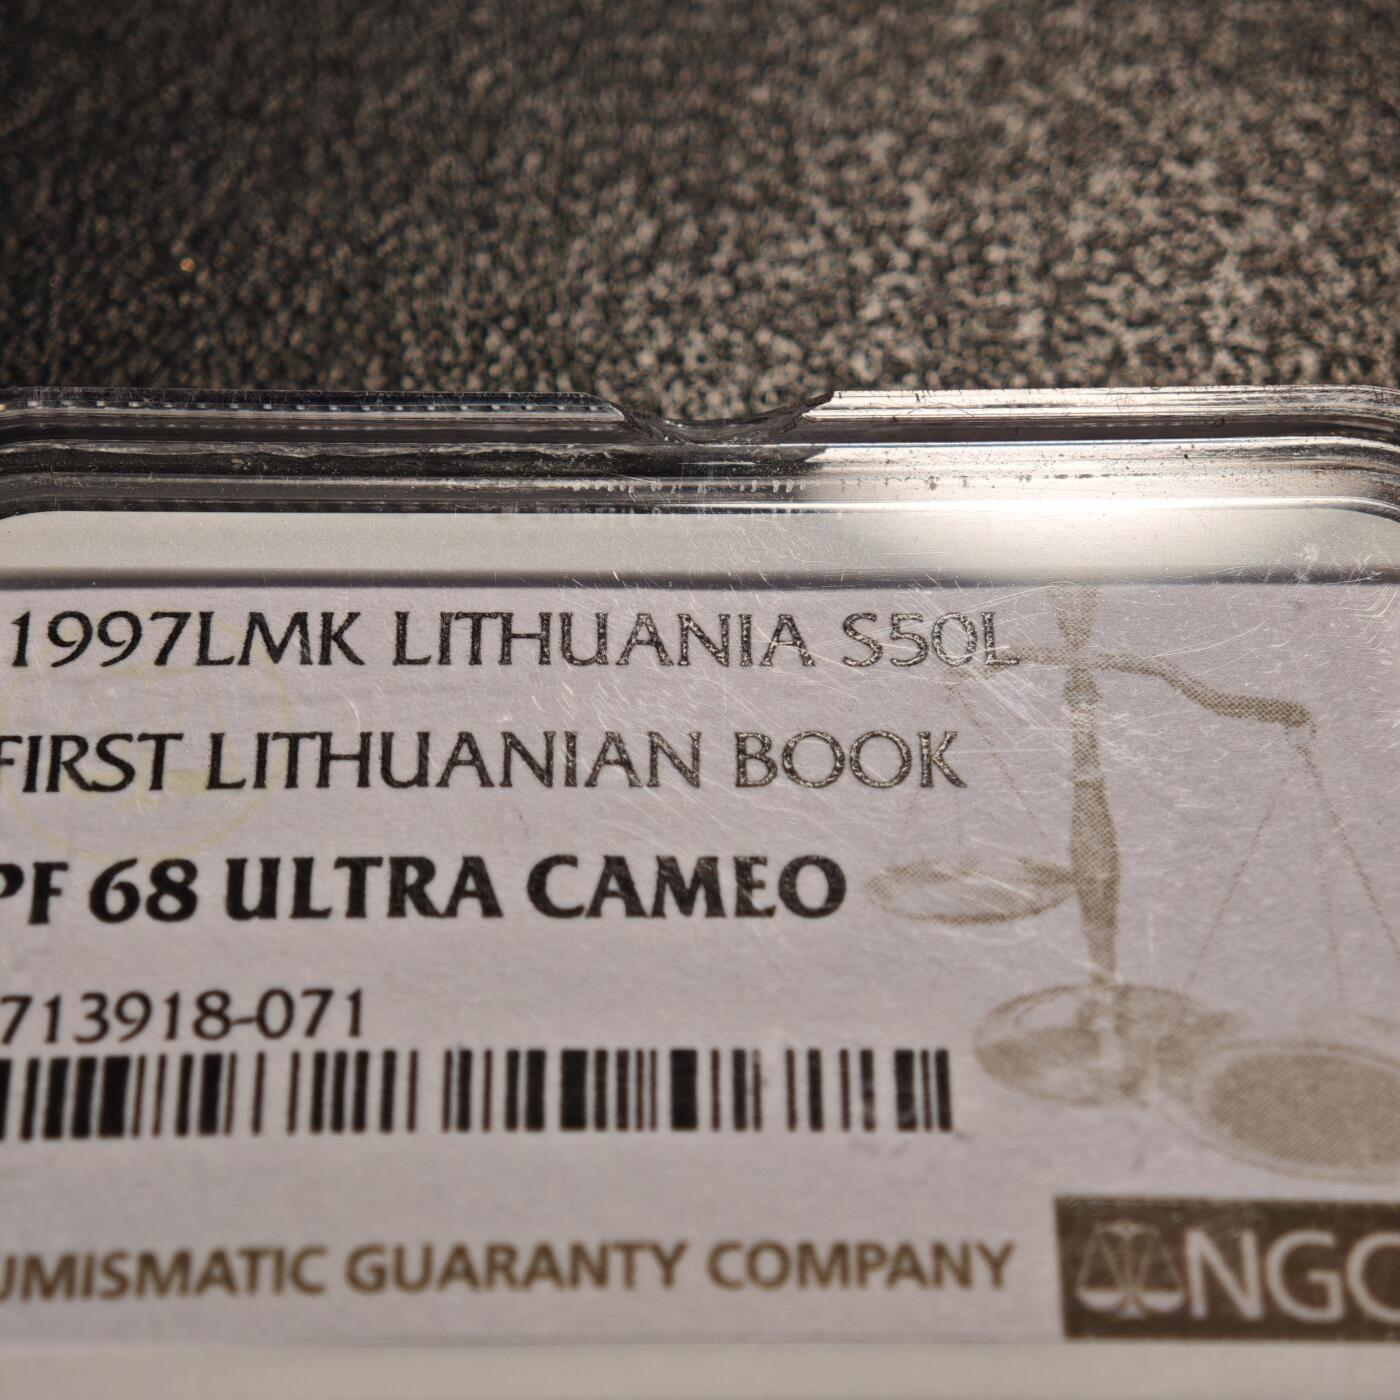 1997LMK LITHUANIA S50L
FIRST LITHUANIAN BOOK
PF 68 ULTRA CAMEO
713918-071
UMISMATIC GUARANTY COMPANY
NGC